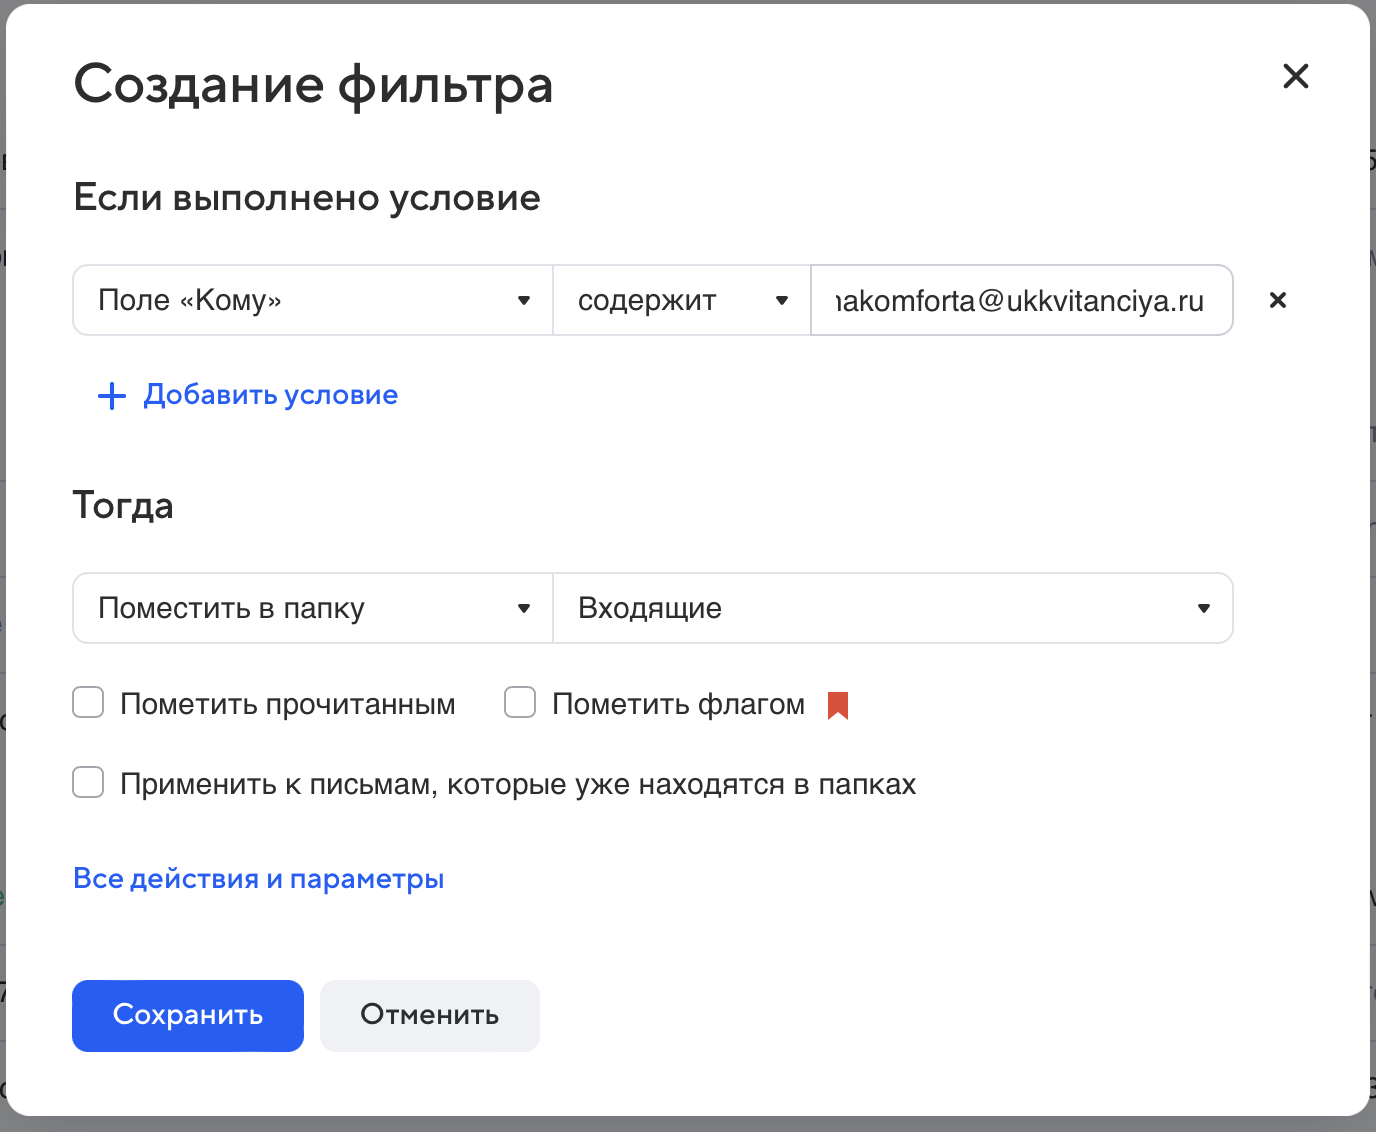 Создание фильтра
Если выполнено условие
Поле «Кому» содержит akomforta@ukkvitanciya.ru
Добавить условие
Тогда
Поместить в папку Входящие
Пометить прочитанным Пометить флагом
Применить к письмам, которые уже находятся в папках
Все действия и параметры
Сохранить Отменить